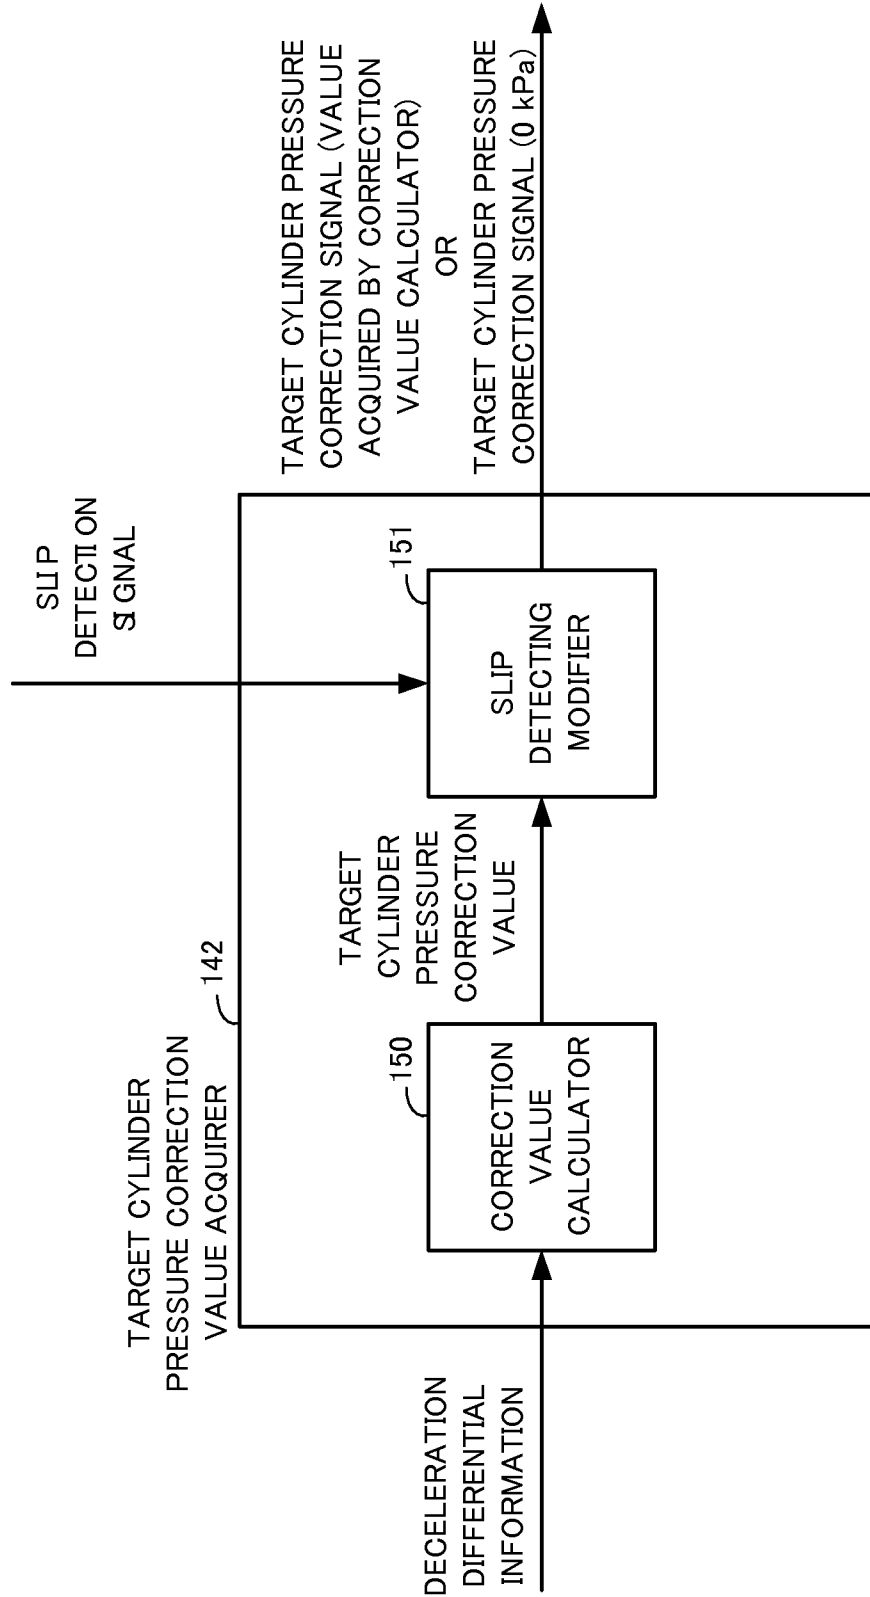 SLIP
DETECTION
SIGNAL
TARGET CYLINDER
PRESSURE CORRECTION
VALUE ACQUIRER
142
DECELERATION
DIFFERENTIAL
INFORMATION
150
CORRECTION
VALUE
CALCULATOR
TARGET
CYLINDER
PRESSURE
CORRECTION
VALUE
151
SLIP
DETECTING
MODIFIER
TARGET CYLINDER PRESSURE
CORRECTION SIGNAL (VALUE
ACQUIRED BY CORRECTION
VALUE CALCULATOR)
OR
TARGET CYLINDER PRESSURE
CORRECTION SIGNAL (0 kPa)